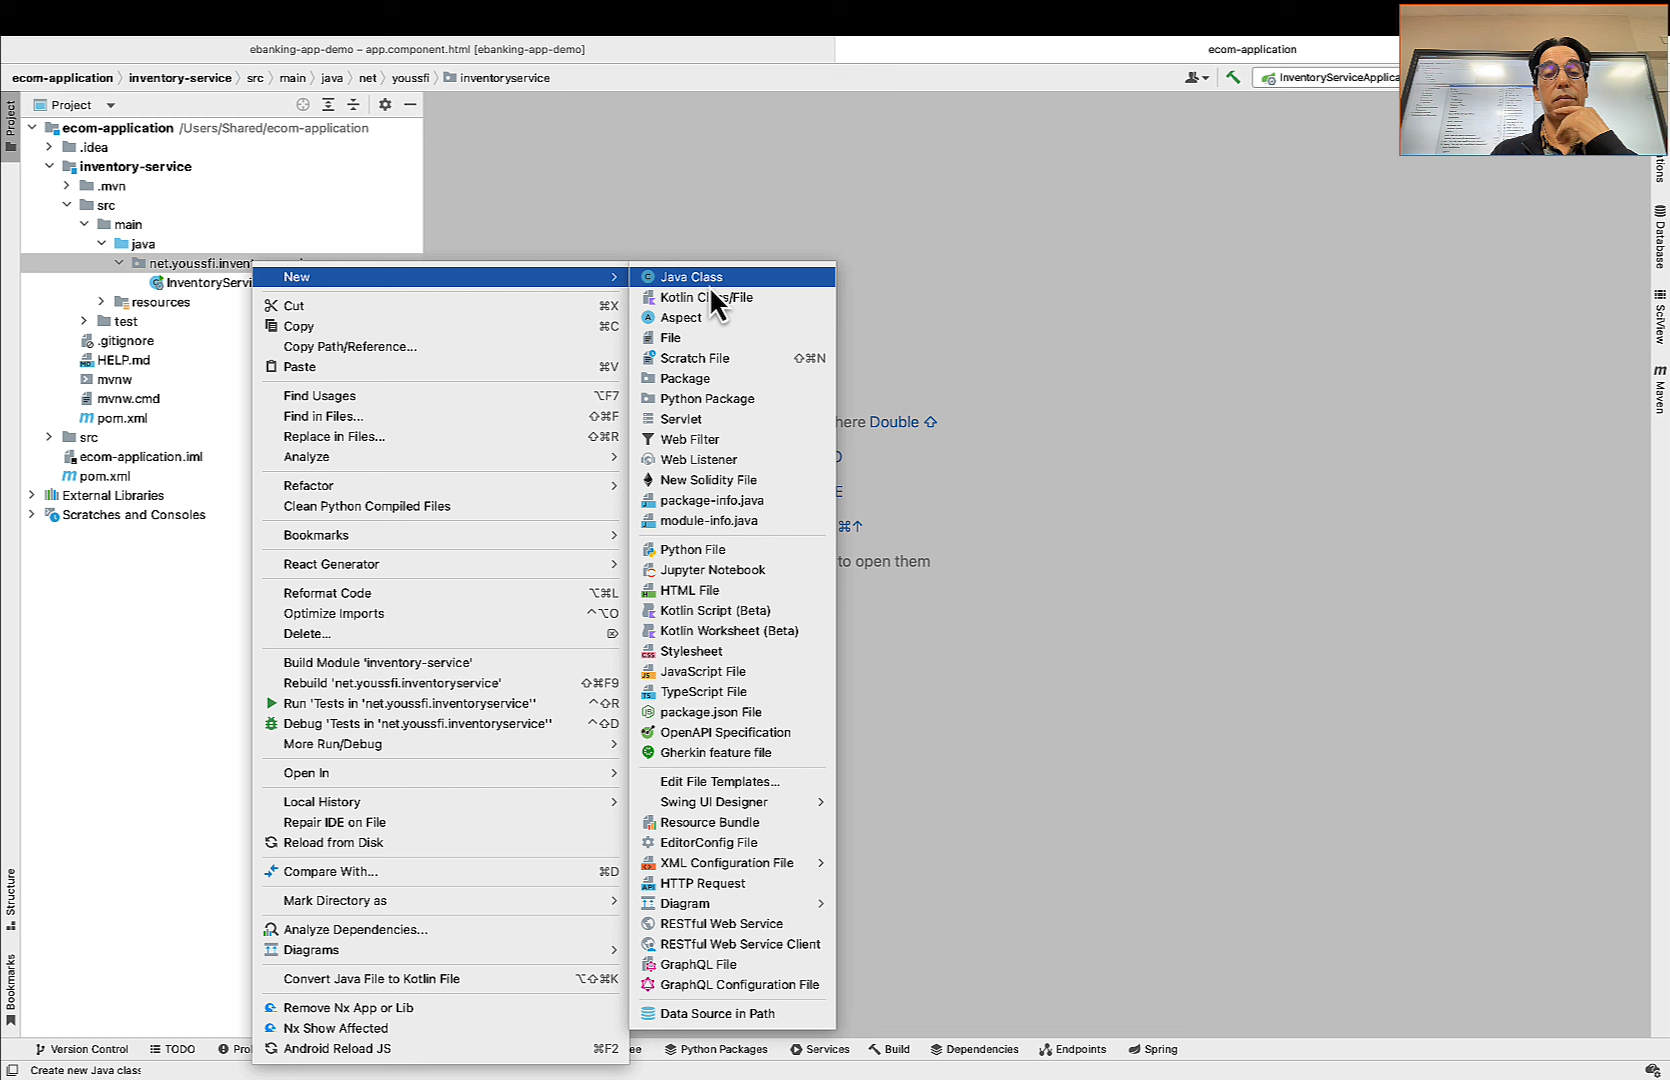 ebanking-app-demo – app.component.html [ebanking-app-demo]
ecom-application
ecom-application 〉 inventory-service 〉 src 〉 main 〉 java 〉 net 〉 youssfi 〉 inventoryservice
InventoryServiceApplica
Project
Project
ecom-application /Users/Shared/ecom-application
.idea
inventory-service
.mvn
src
main
java
net.youssfi.inven
InventoryServi
resources
test
.gitignore
HELP.md
mvnw
mvnw.cmd
pom.xml
src
ecom-application.iml
pom.xml
External Libraries
Scratches and Consoles
New
Cut ⌘X
Copy ⌘C
Copy Path/Reference...
Paste ⌘V
Find Usages ⌥F7
Find in Files... ⇧⌘F
Replace in Files... ⇧⌘R
Analyze
Refactor
Clean Python Compiled Files
Bookmarks
React Generator
Reformat Code ⌥⌘L
Optimize Imports ^⌥O
Delete... ⌦
Build Module 'inventory-service'
Rebuild 'net.youssfi.inventoryservice' ⇧⌘F9
Run 'Tests in 'net.youssfi.inventoryservice'' ^⇧R
Debug 'Tests in 'net.youssfi.inventoryservice'' ^⇧D
More Run/Debug
Open In
Local History
Repair IDE on File
Reload from Disk
Compare With... ⌘D
Mark Directory as
Analyze Dependencies...
Diagrams
Convert Java File to Kotlin File ⌥⇧⌘K
Remove Nx App or Lib
Nx Show Affected
Android Reload JS ⌘F2
Java Class
Kotlin Class/File
Aspect
File
Scratch File ⇧⌘N
Package
Python Package
Servlet
Web Filter
Web Listener
New Solidity File
package-info.java
module-info.java
Python File
Jupyter Notebook
HTML File
Kotlin Script (Beta)
Kotlin Worksheet (Beta)
Stylesheet
JavaScript File
TypeScript File
package.json File
OpenAPI Specification
Gherkin feature file
Edit File Templates...
Swing UI Designer
Resource Bundle
EditorConfig File
XML Configuration File
HTTP Request
Diagram
RESTful Web Service
RESTful Web Service Client
GraphQL File
GraphQL Configuration File
Data Source in Path
here Double ⇧
O
E
⌘↑
to open them
tions
Database
SciView
Maven
Structure
Bookmarks
Version Control
TODO
Pro
ee
Python Packages
Services
Build
Dependencies
Endpoints
Spring
Create new Java class